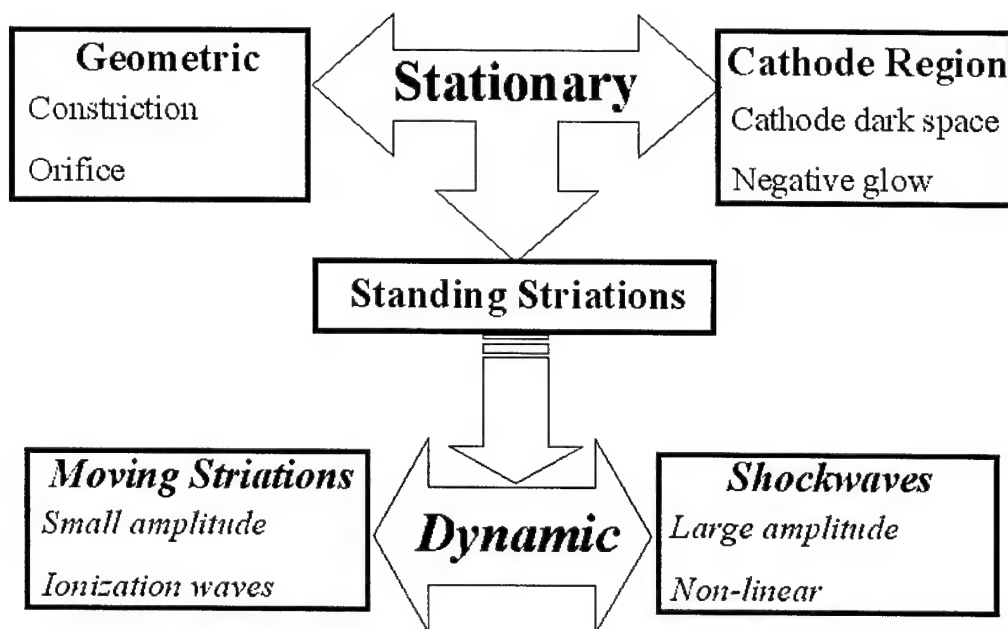 Geometric
Constriction
Orifice
Stationary
Cathode Region
Cathode dark space
Negative glow
Standing Striations
Moving Striations
Small amplitude
Ionization waves
Dynamic
Shockwaves
Large amplitude
Non-linear